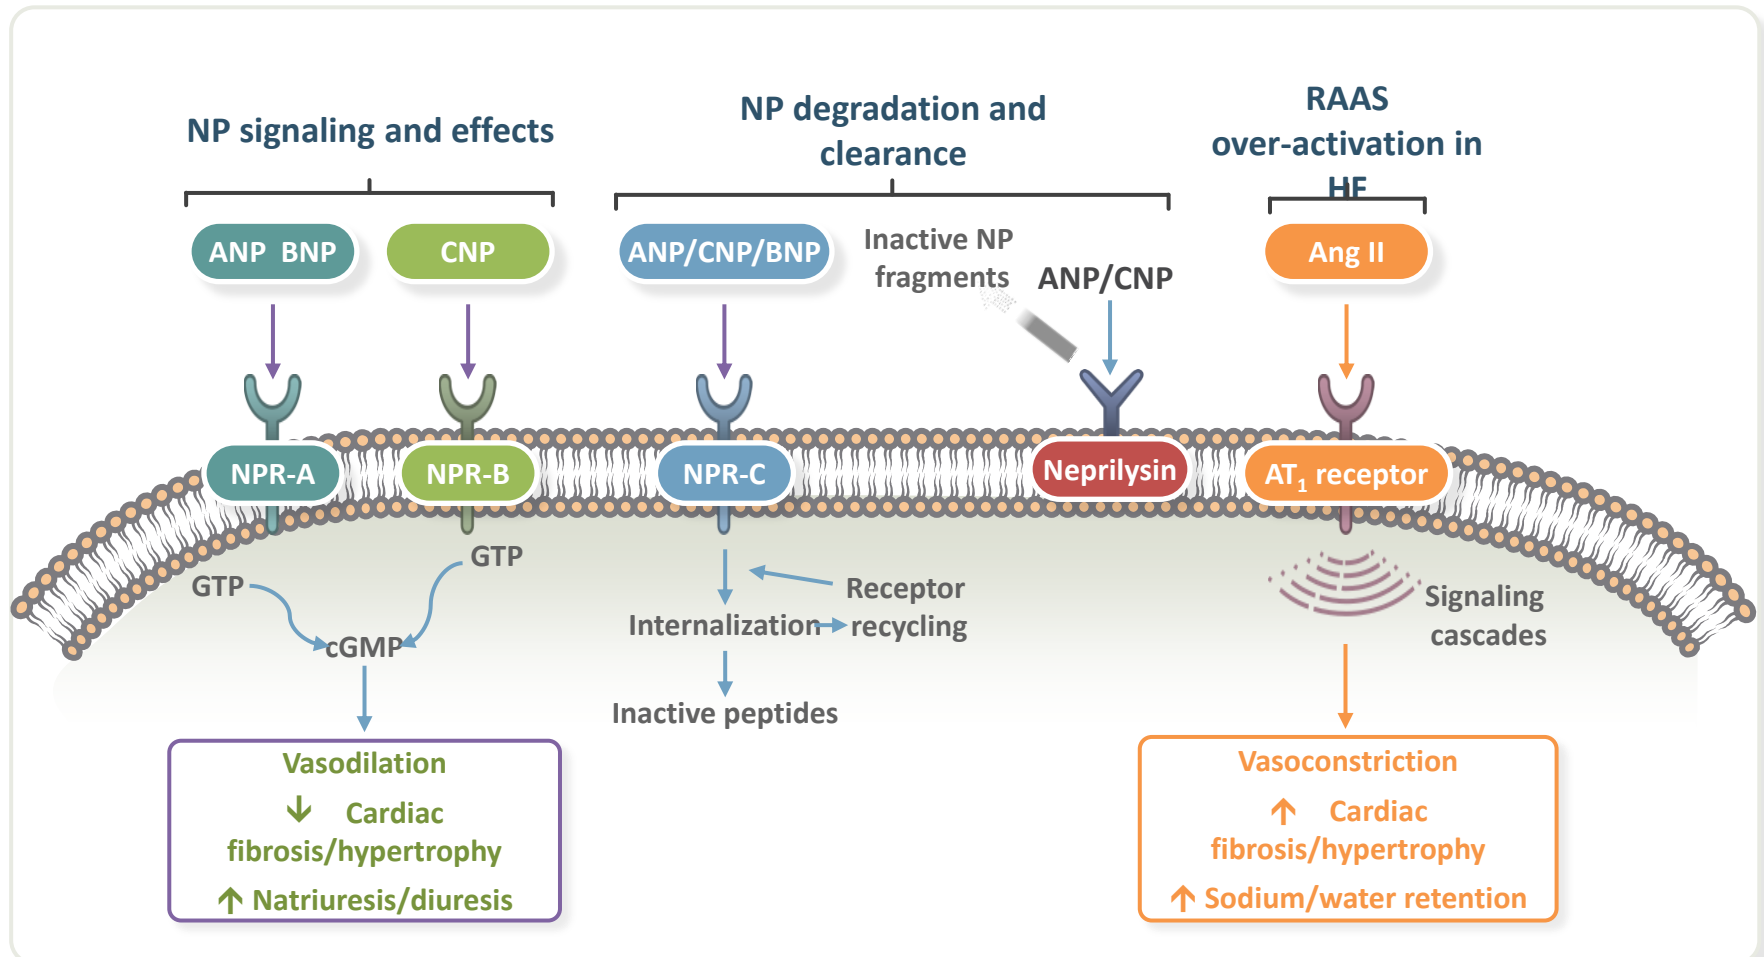 NP signaling and effects
NP degradation and
clearance
RAAS
over-activation in
HF
ANP BNP
CNP
ANP/CNP/BNP
Inactive NP
fragments
ANP/CNP
Ang II
NPR-A
NPR-B
NPR-C
Neprilysin
AT₁ receptor
GTP
GTP
cGMP
Receptor
recycling
Internalization
Inactive peptides
Signaling
cascades
Vasodilation
↓ Cardiac
fibrosis/hypertrophy
↑ Natriuresis/diuresis
Vasoconstriction
↑ Cardiac
fibrosis/hypertrophy
↑ Sodium/water retention